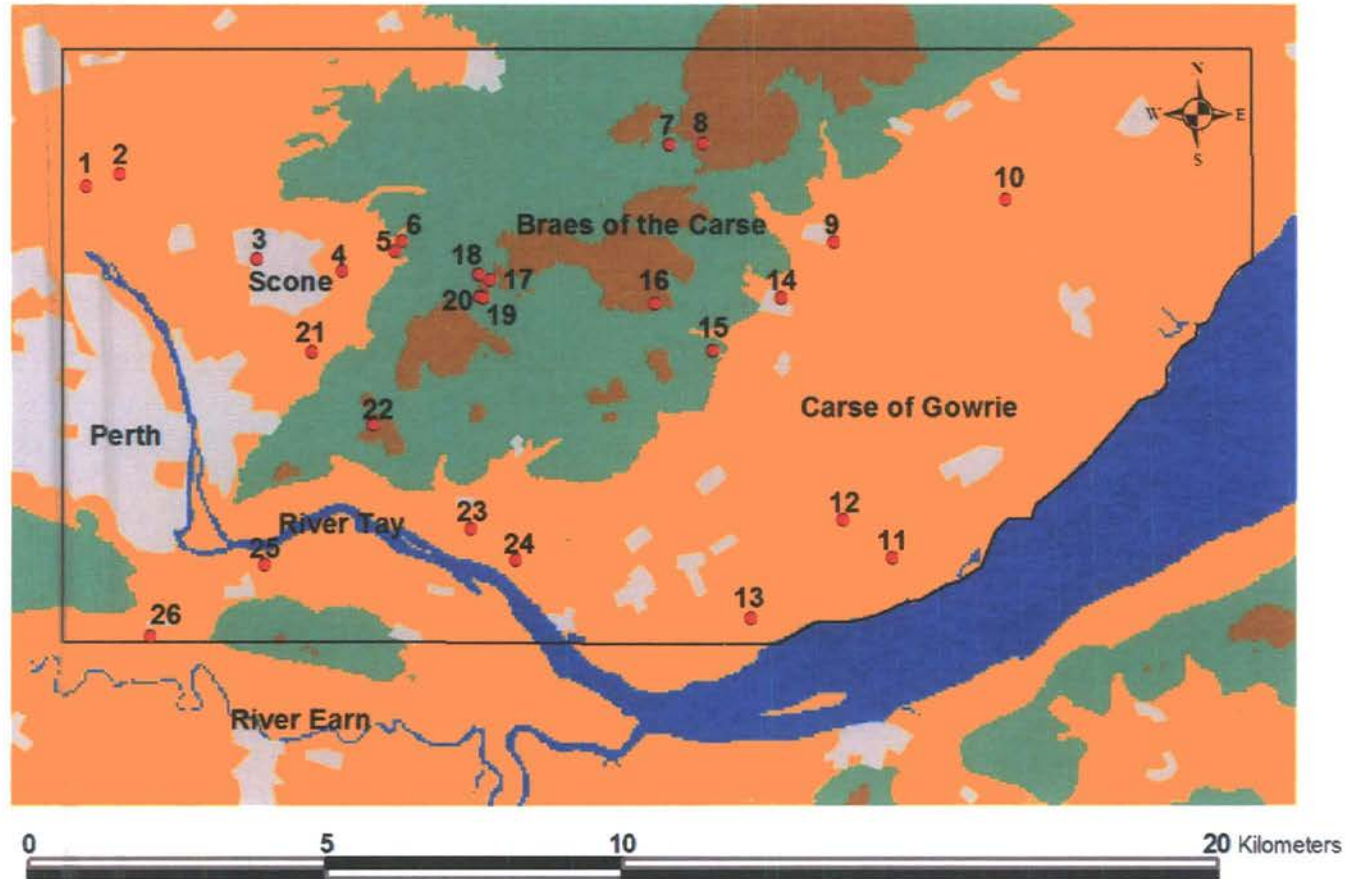 N
W E
S
7 8
1 2
10
Braes of the Carse
3 4 5 6
9
Scone
18 17
20 19
16
14
21
15
Carse of Gowrie
Perth
22
12
River Tay
23
24
25
11
13
26
River Earn
0 5 10 20 Kilometers